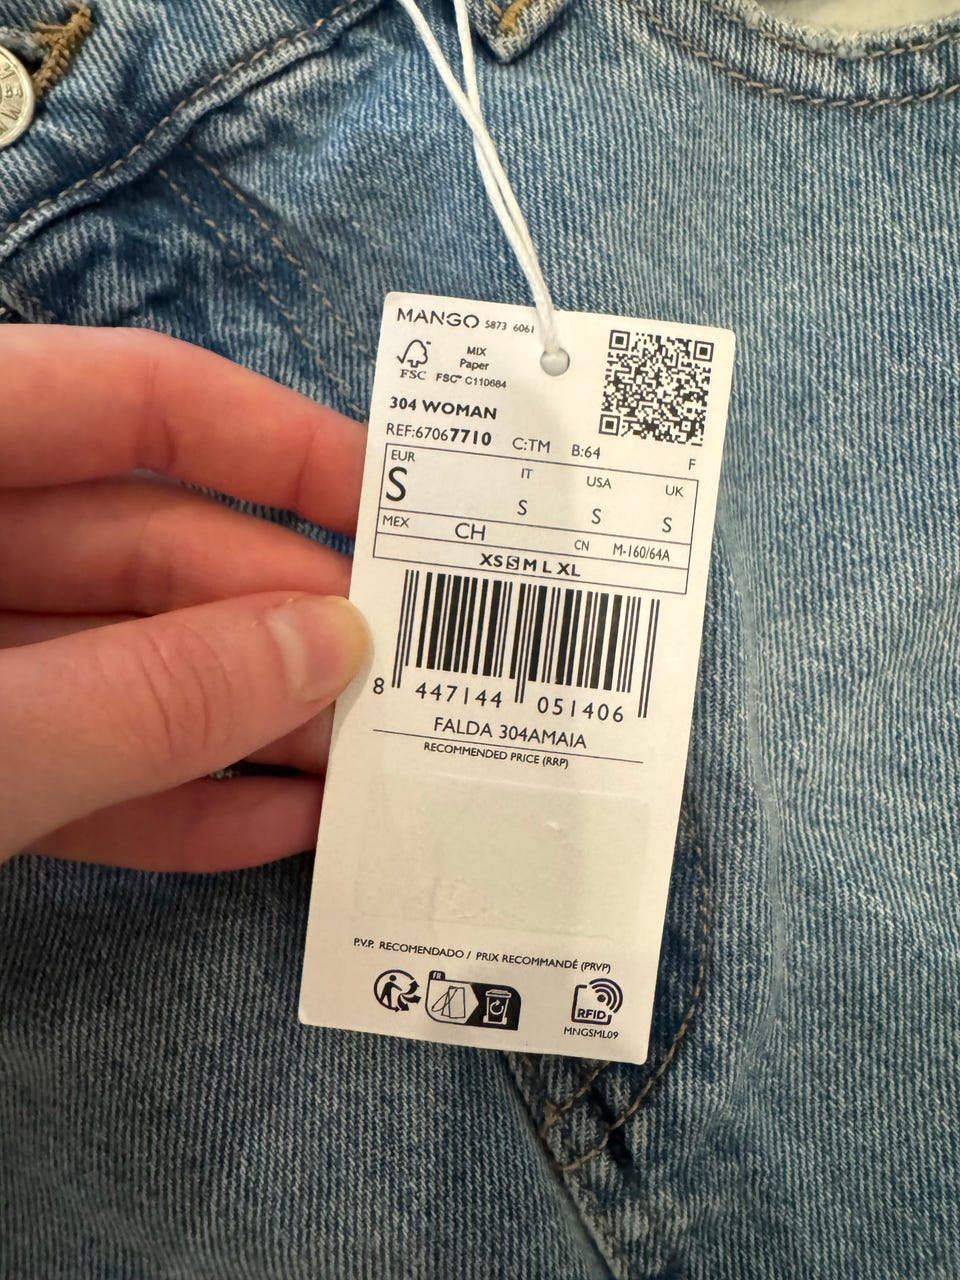 MANGO 5873 6061
MIX
Paper
FSC FSC™ C110684
304 WOMAN
REF:67067710 C:TM B:64 F
EUR IT USA UK
S S S S
MEX CH CN M-160/64A
XS S M L XL
8 447144 051406
FALDA 304AMAIA
RECOMMENDED PRICE (RRP)
P.V.P. RECOMENDADO / PRIX RECOMMANDÉ (PRVP)
FR
RFID
MNGSML09